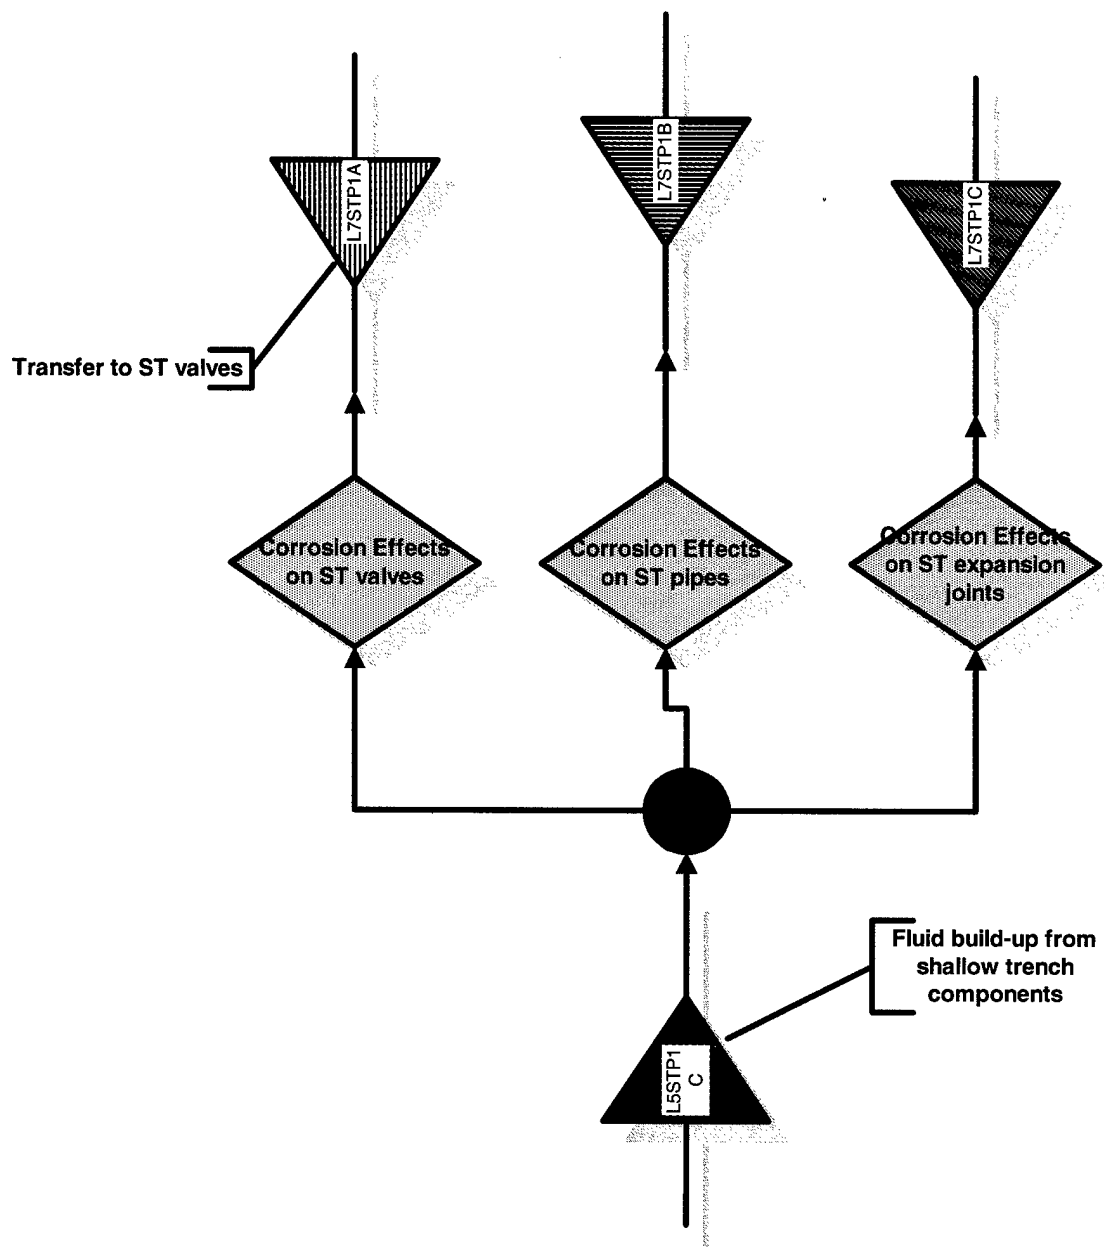 L7STP1A
L7STP1B
L7STP1C
Transfer to ST valves
Corrosion Effects
on ST valves
Corrosion Effects
on ST pipes
Corrosion Effects
on ST expansion
joints
Fluid build-up from
shallow trench
components
L5STP1
C